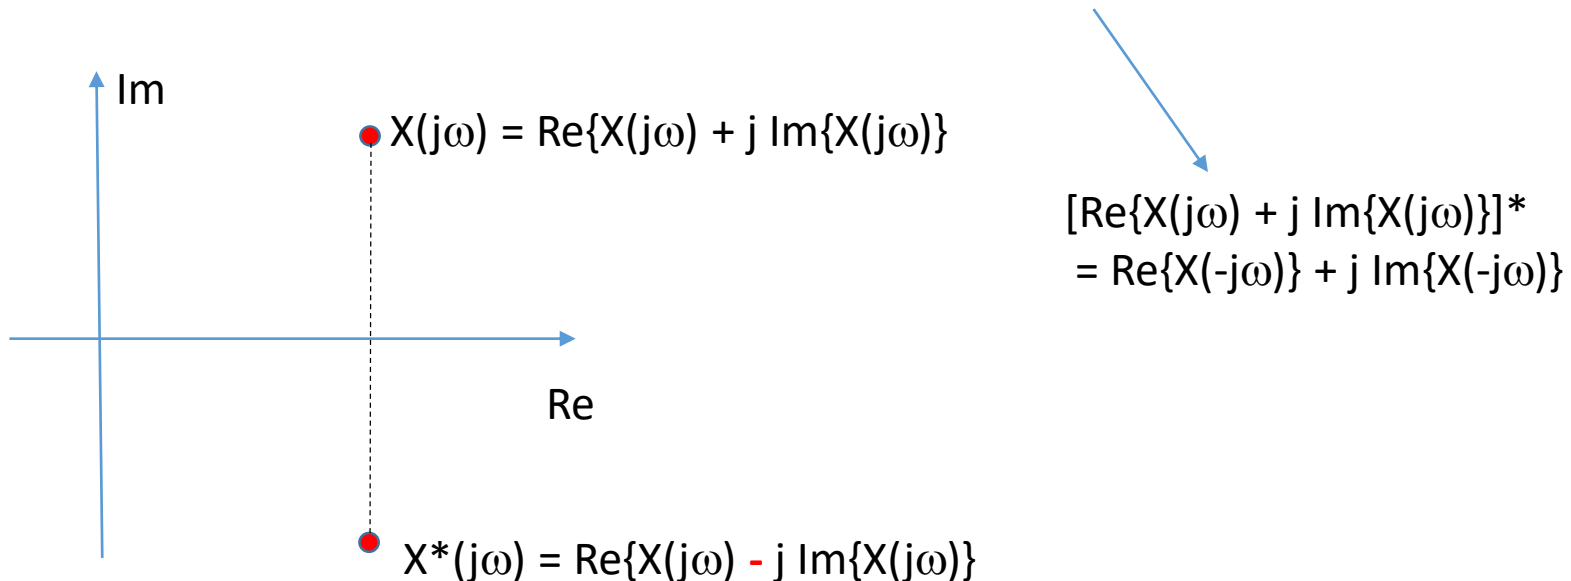 Im
X(jω) = Re{X(jω) + j Im{X(jω)}
[Re{X(jω) + j Im{X(jω)}]*
= Re{X(-jω)} + j Im{X(-jω)}
Re
X*(jω) = Re{X(jω) - j Im{X(jω)}